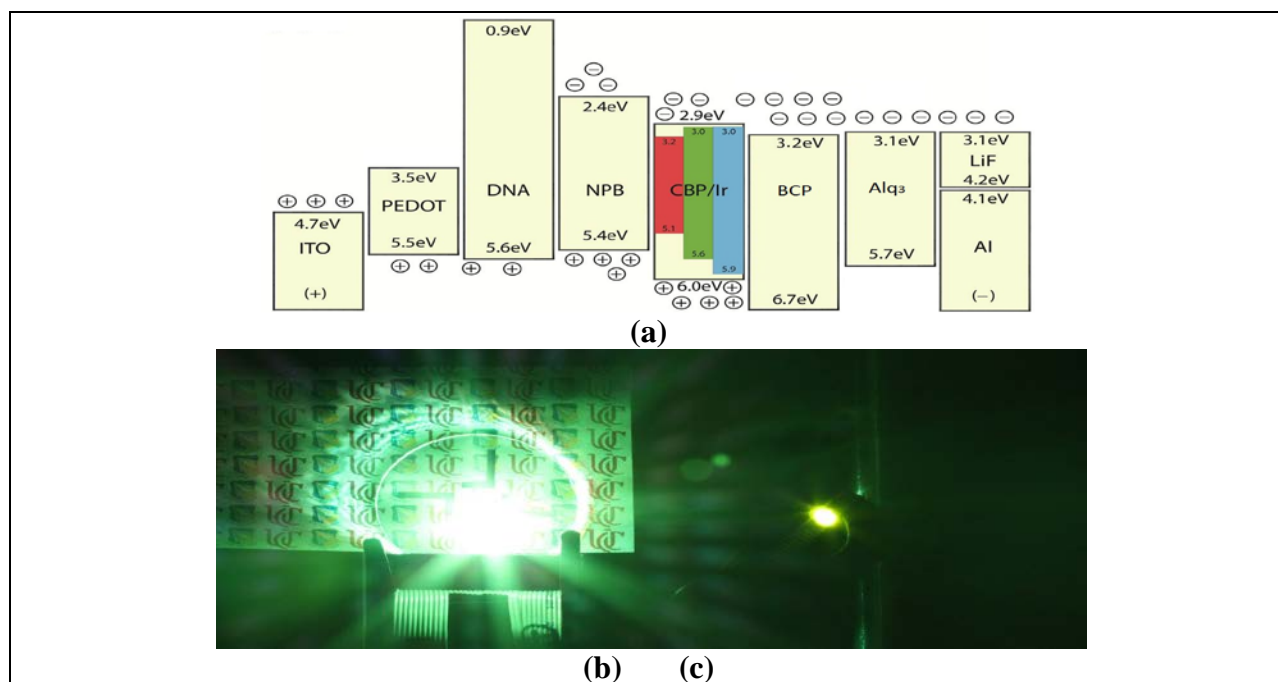 0.9eV
DNA
5.6eV
4.7eV
ITO
(+)
3.5eV
PEDOT
5.5eV
2.4eV
NPB
5.4eV
2.9eV
3.2
3.0
3.0
CBP/Ir
5.1
5.6
5.9
6.0eV
3.2eV
BCP
6.7eV
3.1eV
Alq3
5.7eV
3.1eV
LiF
4.2eV
4.1eV
Al
(−)
(a)
(b) (c)